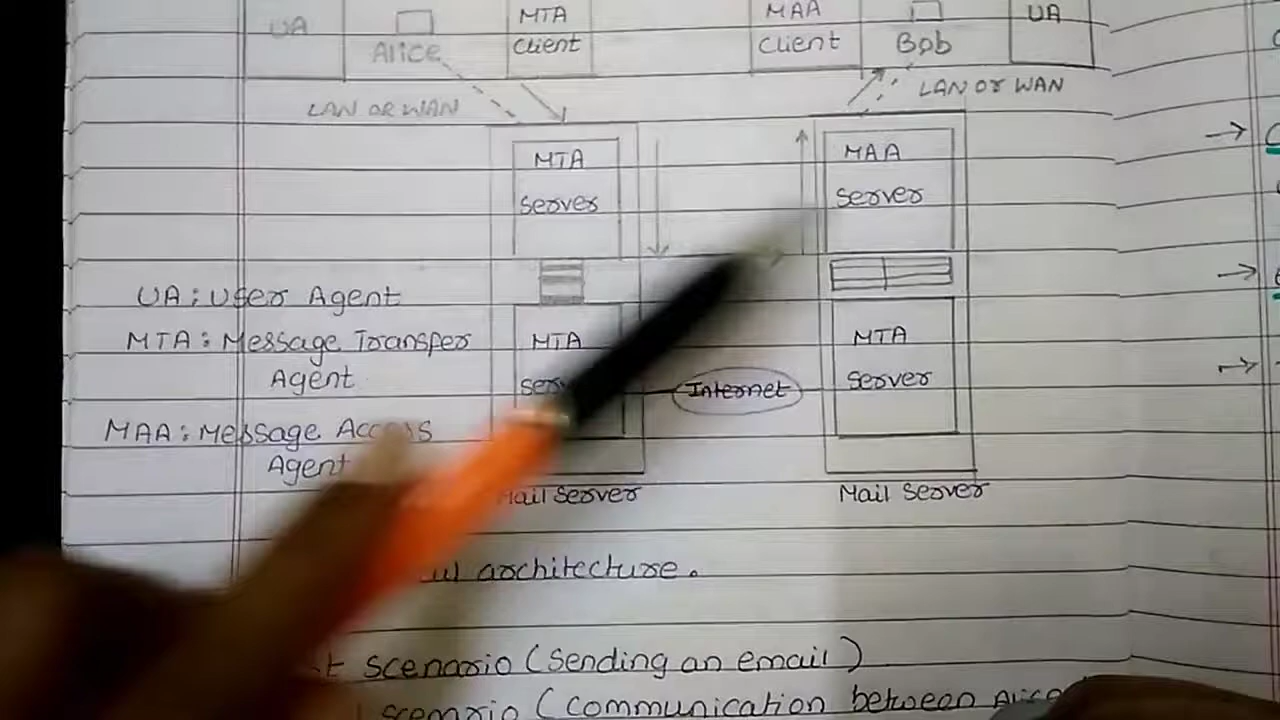 UA
Alice
MTA
Client
MAA
Client
Bob
UA
LAN OR WAN
LAN OR WAN
MTA
Server
MAA
Server
UA : User Agent
MTA : Message Transfer
Agent
MAA : Message Access
Agent
MTA
MTA
Server
Internet
Mail Server
Mail Server
architecture.
scenario (sending an email)
scenario (communication between Alice